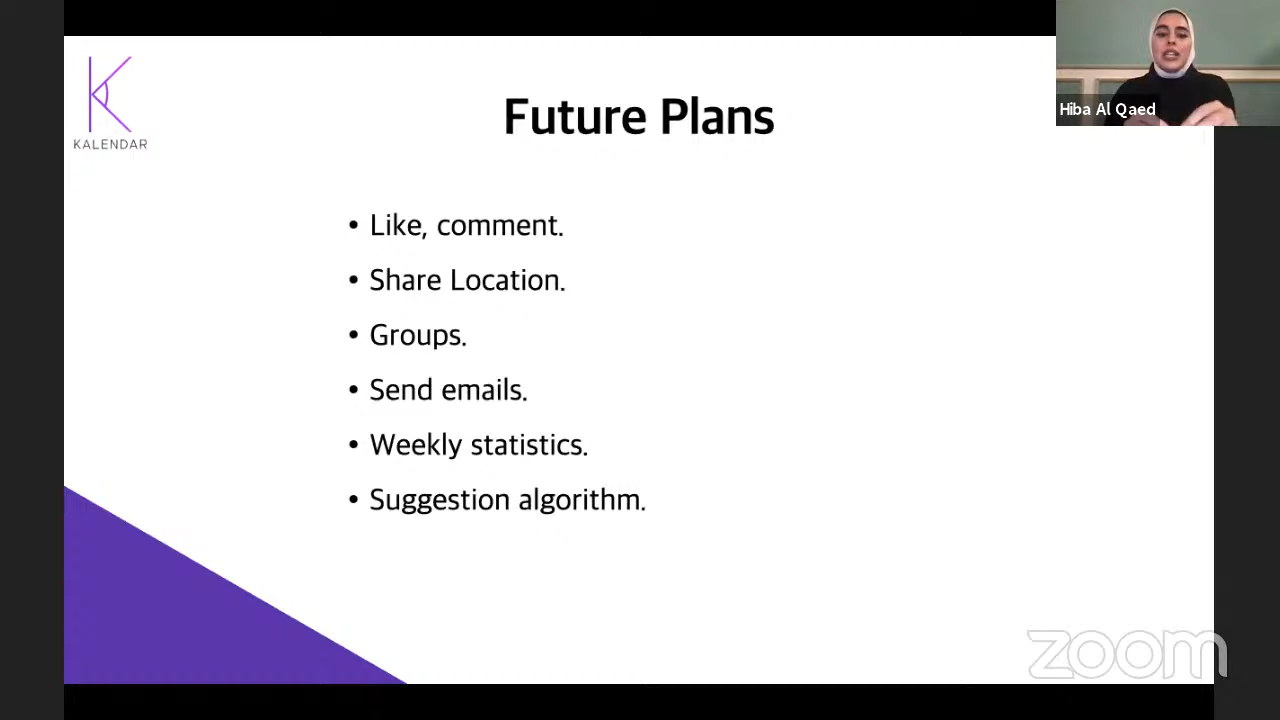 KALENDAR
Future Plans
Hiba Al Qaed
• Like, comment.
• Share Location.
• Groups.
• Send emails.
• Weekly statistics.
• Suggestion algorithm.
zoom